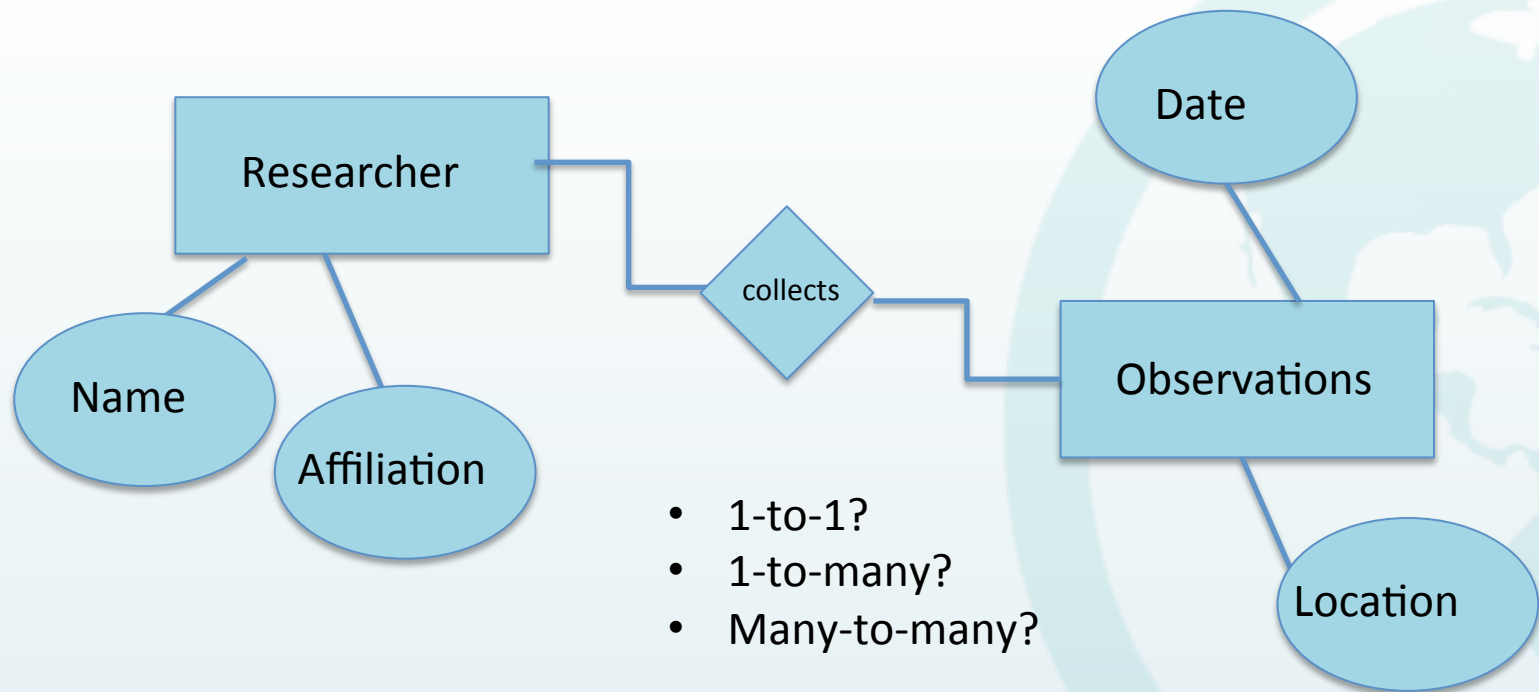 Researcher
Name
Affiliation
collects
Date
Observations
Location
• 1-to-1?
• 1-to-many?
• Many-to-many?